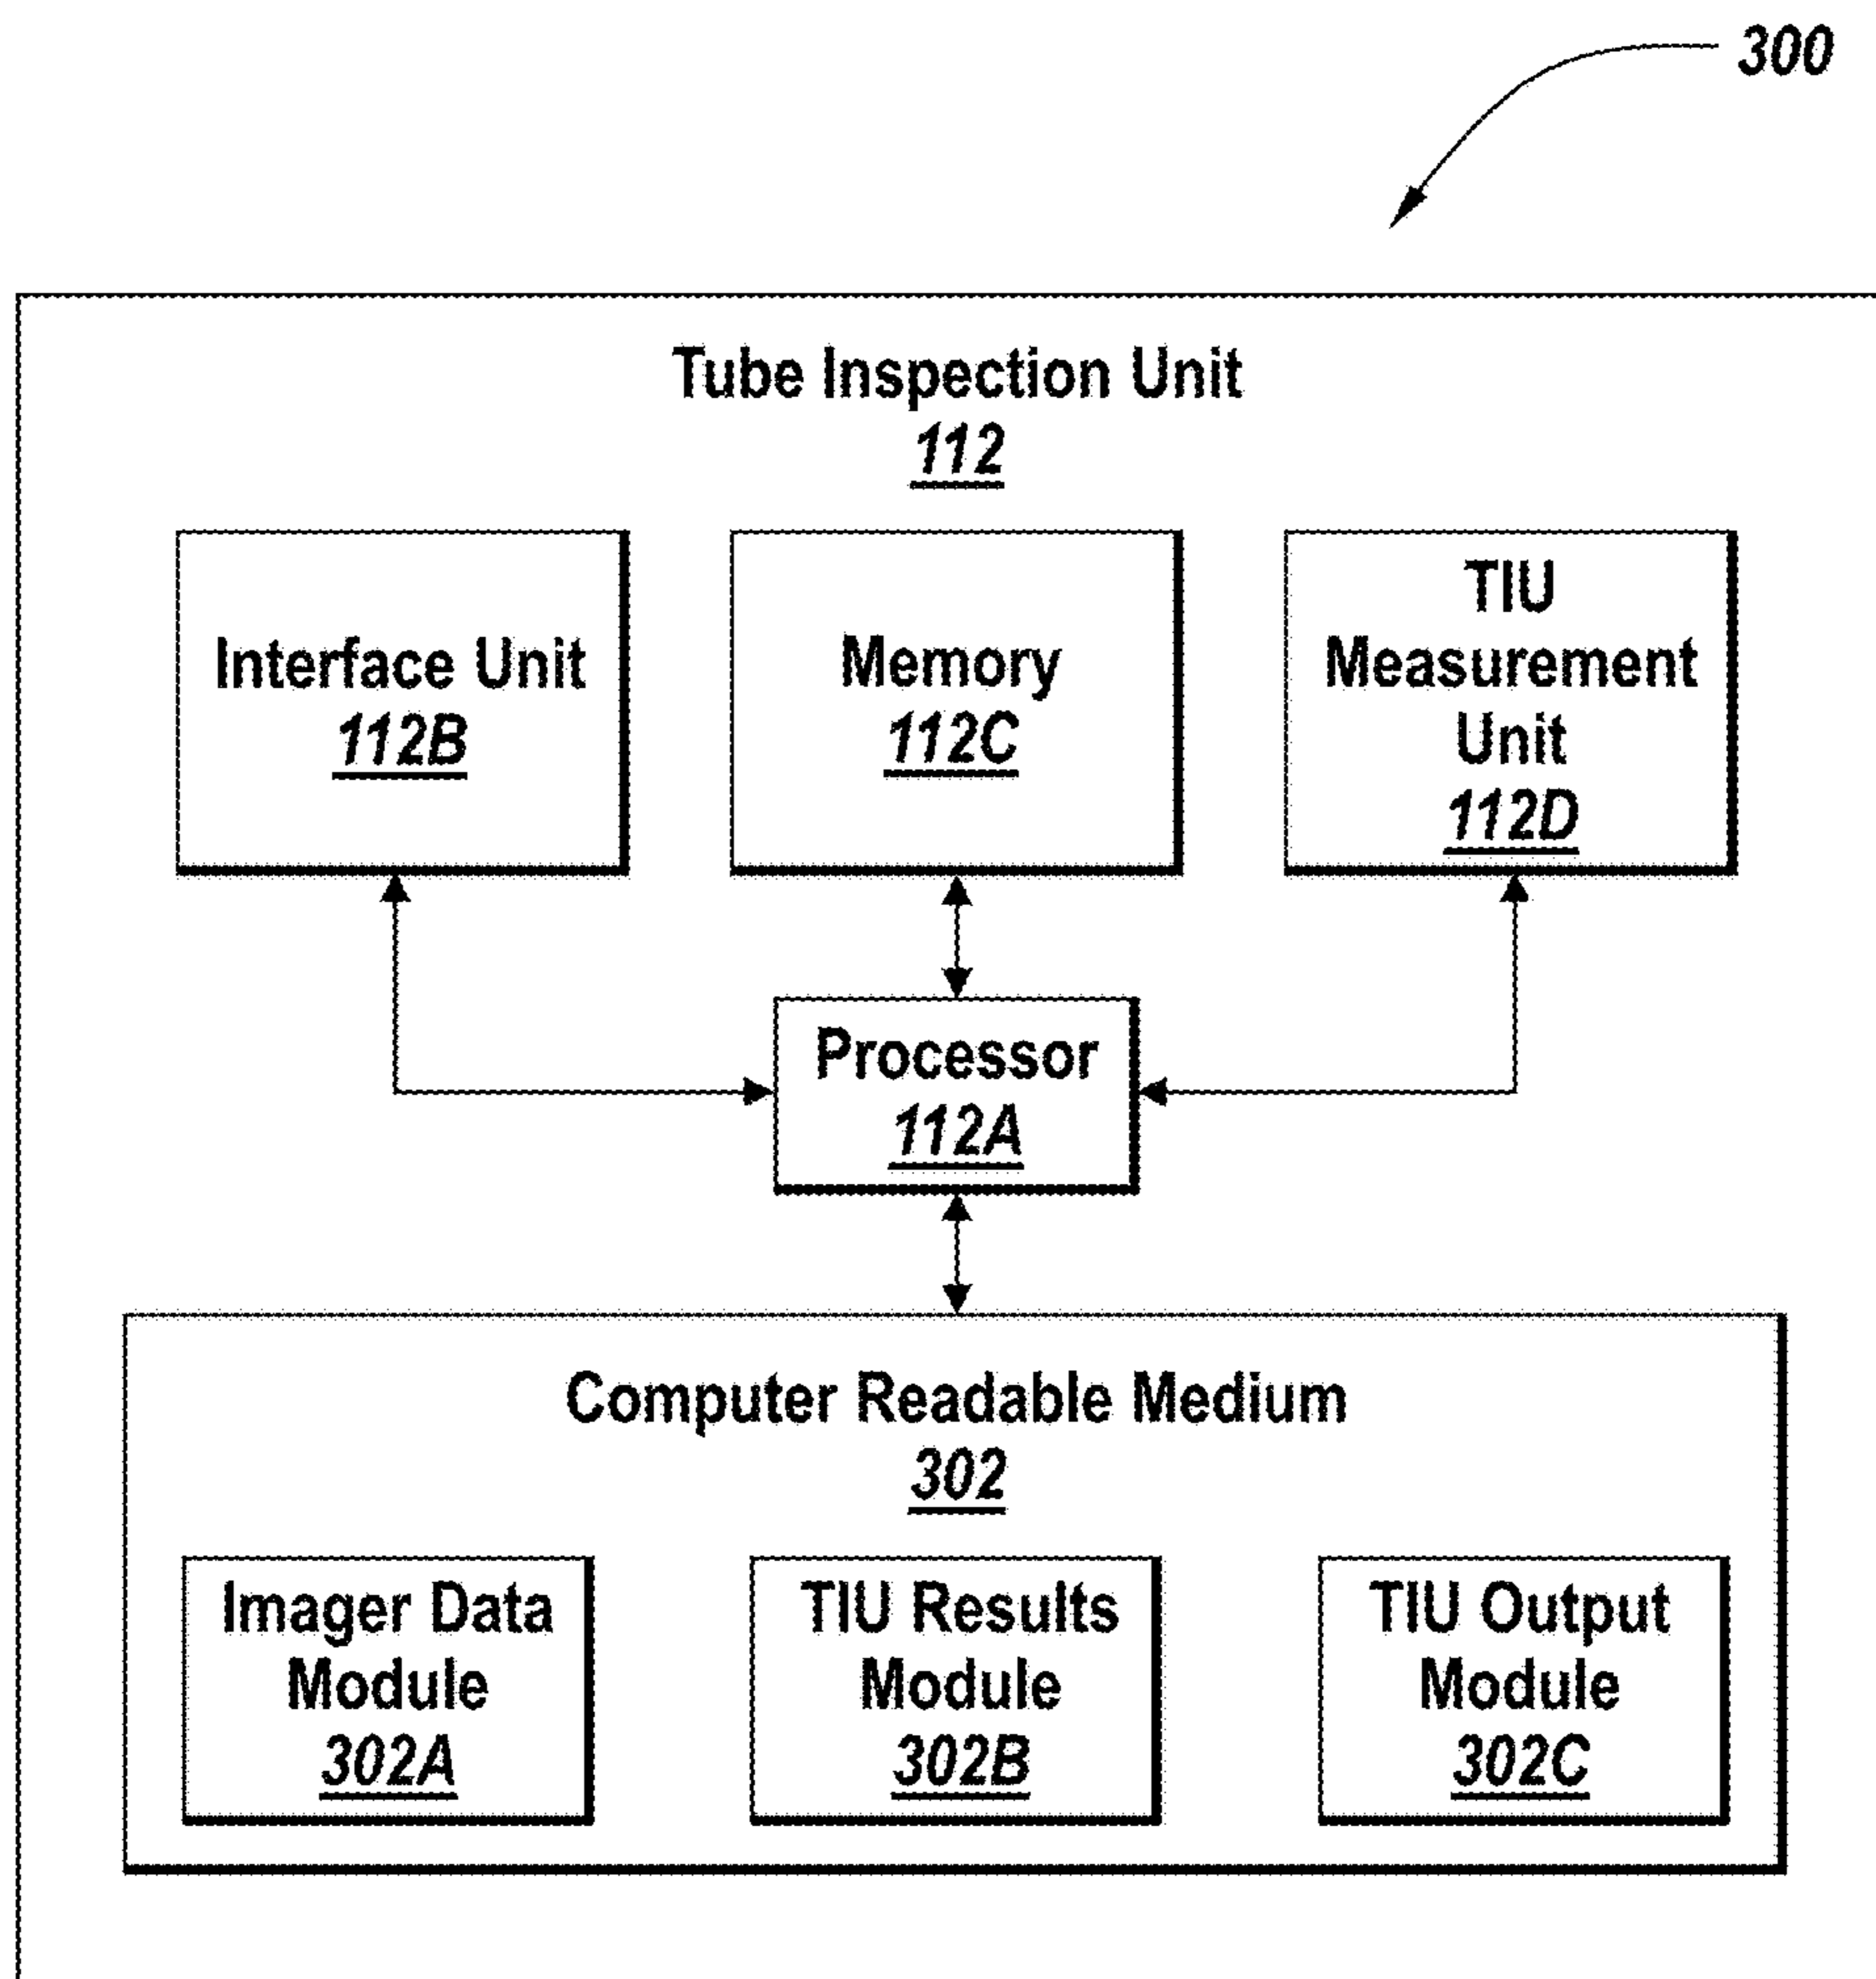 300
Tube Inspection Unit
112
Interface Unit
112B
Memory
112C
TIU
Measurement
Unit
112D
Processor
112A
Computer Readable Medium
302
Imager Data
Module
302A
TIU Results
Module
302B
TIU Output
Module
302C